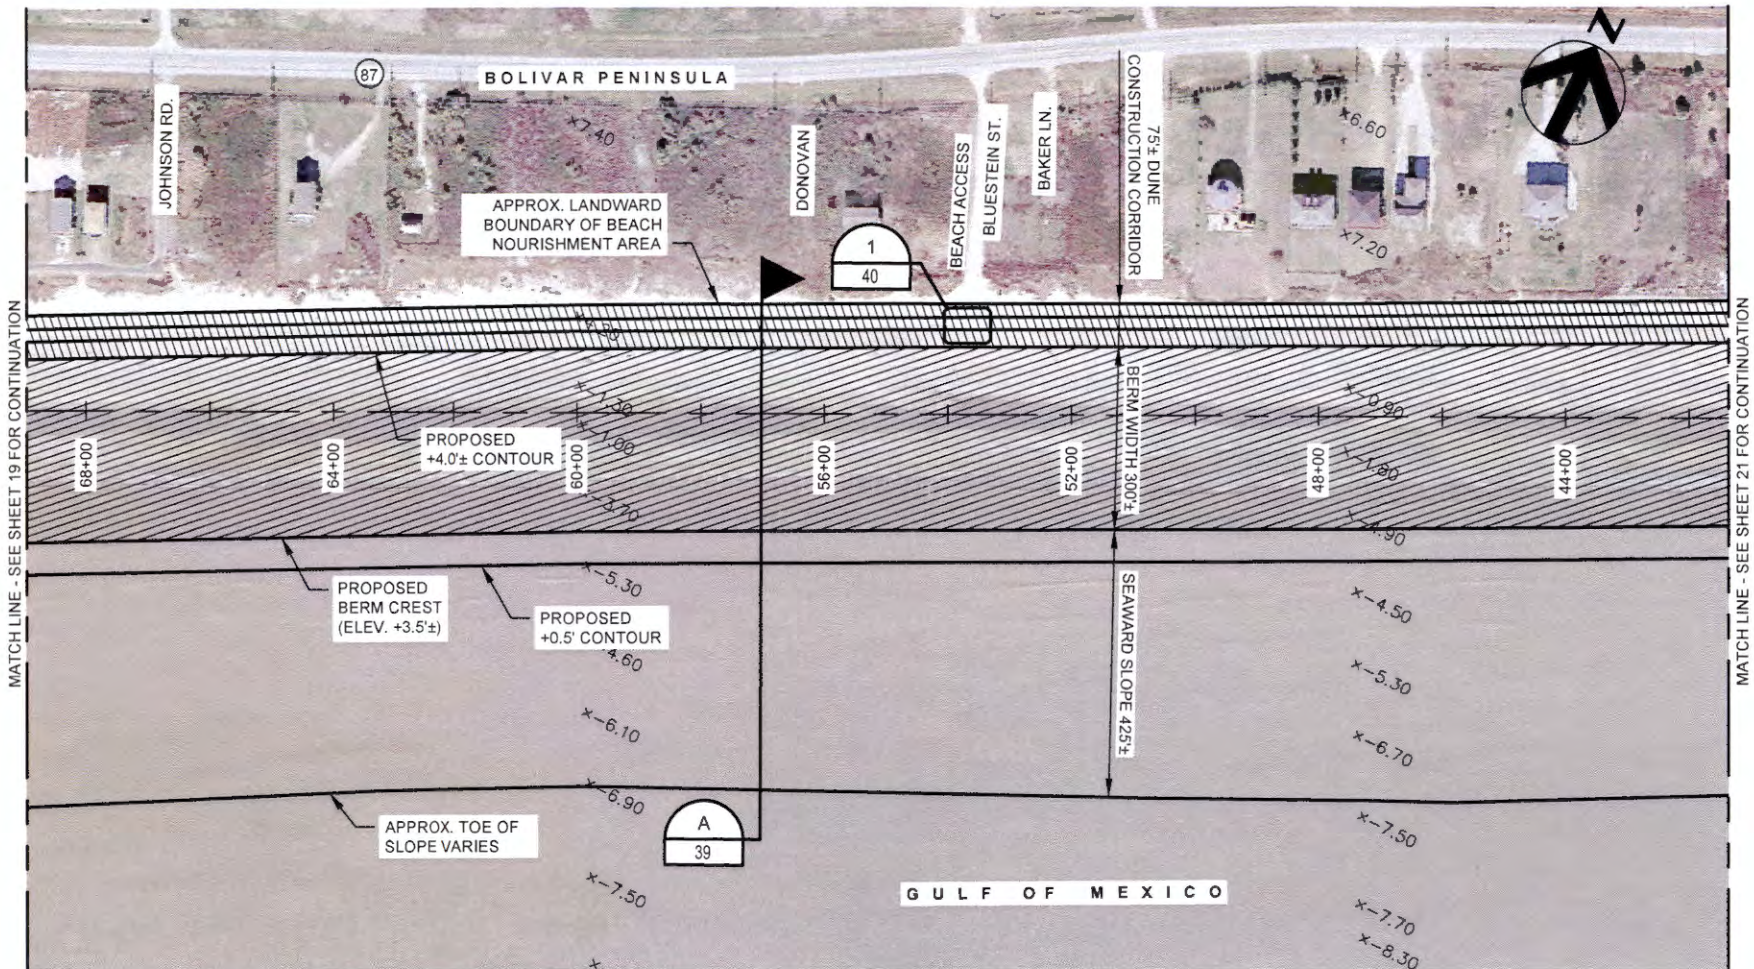 N
87
BOLIVAR PENINSULA
JOHNSON RD.
×7.40
DONOVAN
BEACH ACCESS
BLUESTEIN ST.
BAKER LN.
75'± DUNE
CONSTRUCTION CORRIDOR
×6.60
×7.20
APPROX. LANDWARD
BOUNDARY OF BEACH
NOURISHMENT AREA
1
40
MATCH LINE - SEE SHEET 19 FOR CONTINUATION
MATCH LINE - SEE SHEET 21 FOR CONTINUATION
×-1.30
×-1.00
×-3.70
×-0.90
×-1.80
×-4.90
PROPOSED
+4.0'± CONTOUR
BERM WIDTH 300'±
68+00
64+00
60+00
56+00
52+00
48+00
44+00
PROPOSED
BERM CREST
(ELEV. +3.5'±)
PROPOSED
+0.5' CONTOUR
×-5.30
4.60
×-6.10
×-6.90
×-7.50
SEAWARD SLOPE 425'±
×-4.50
×-5.30
×-6.70
×-7.50
×-7.70
×-8.30
APPROX. TOE OF
SLOPE VARIES
A
39
GULF OF MEXICO